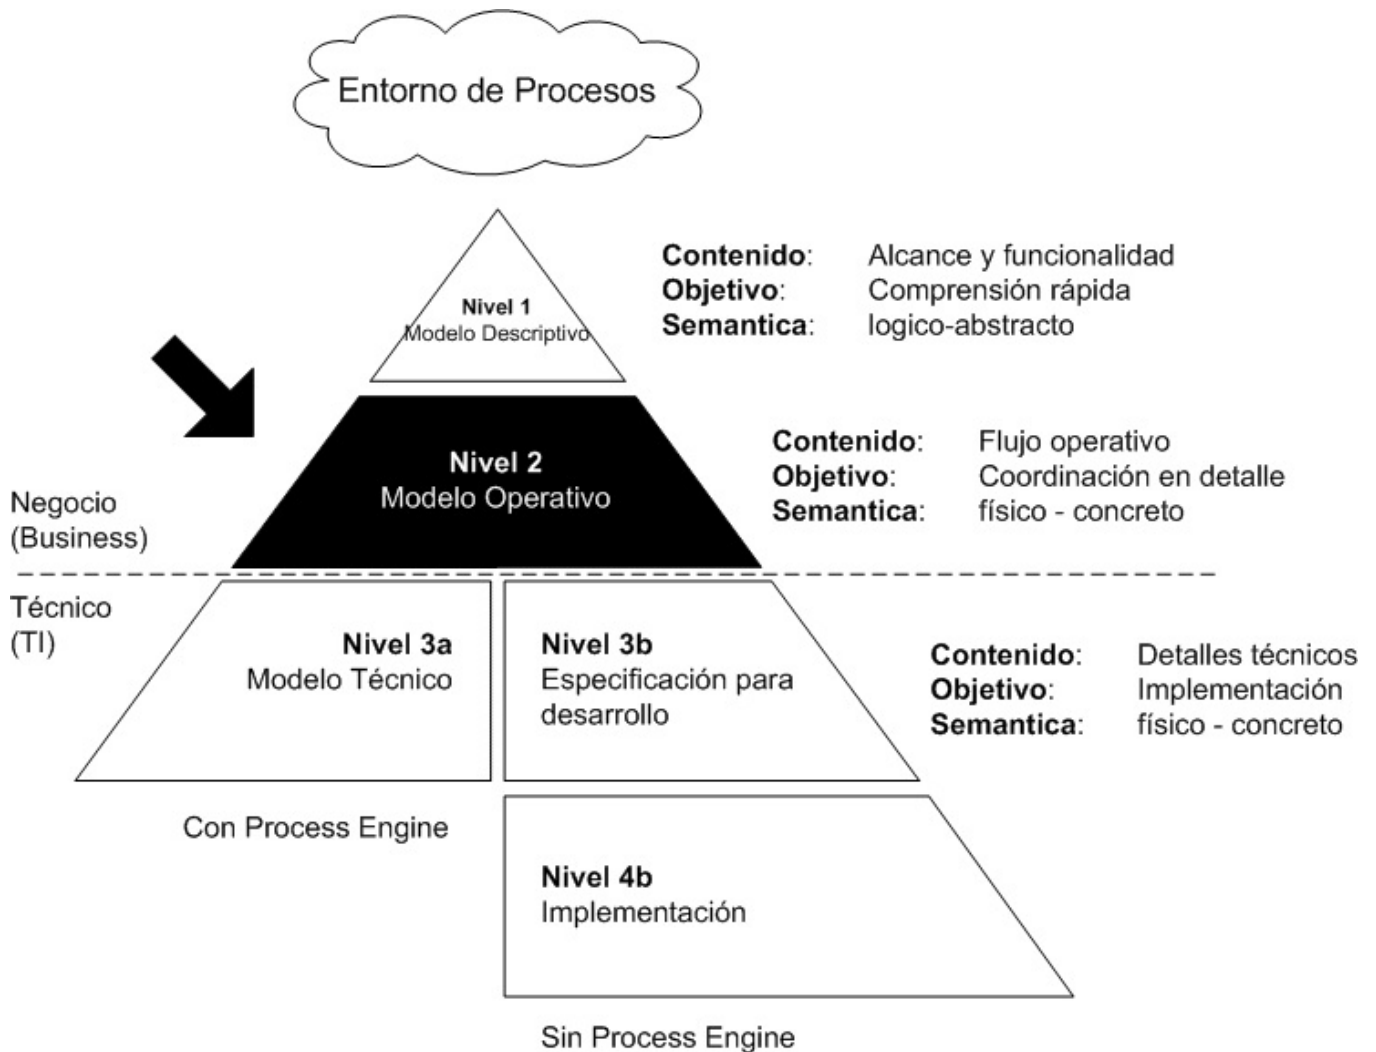 Entorno de Procesos
Nivel 1
Modelo Descriptivo
Contenido: Alcance y funcionalidad
Objetivo: Comprensión rápida
Semantica: logico-abstracto
Nivel 2
Modelo Operativo
Contenido: Flujo operativo
Objetivo: Coordinación en detalle
Semantica: físico - concreto
Negocio
(Business)
Técnico
(TI)
Nivel 3a
Modelo Técnico
Nivel 3b
Especificación para
desarrollo
Contenido: Detalles técnicos
Objetivo: Implementación
Semantica: físico - concreto
Con Process Engine
Nivel 4b
Implementación
Sin Process Engine